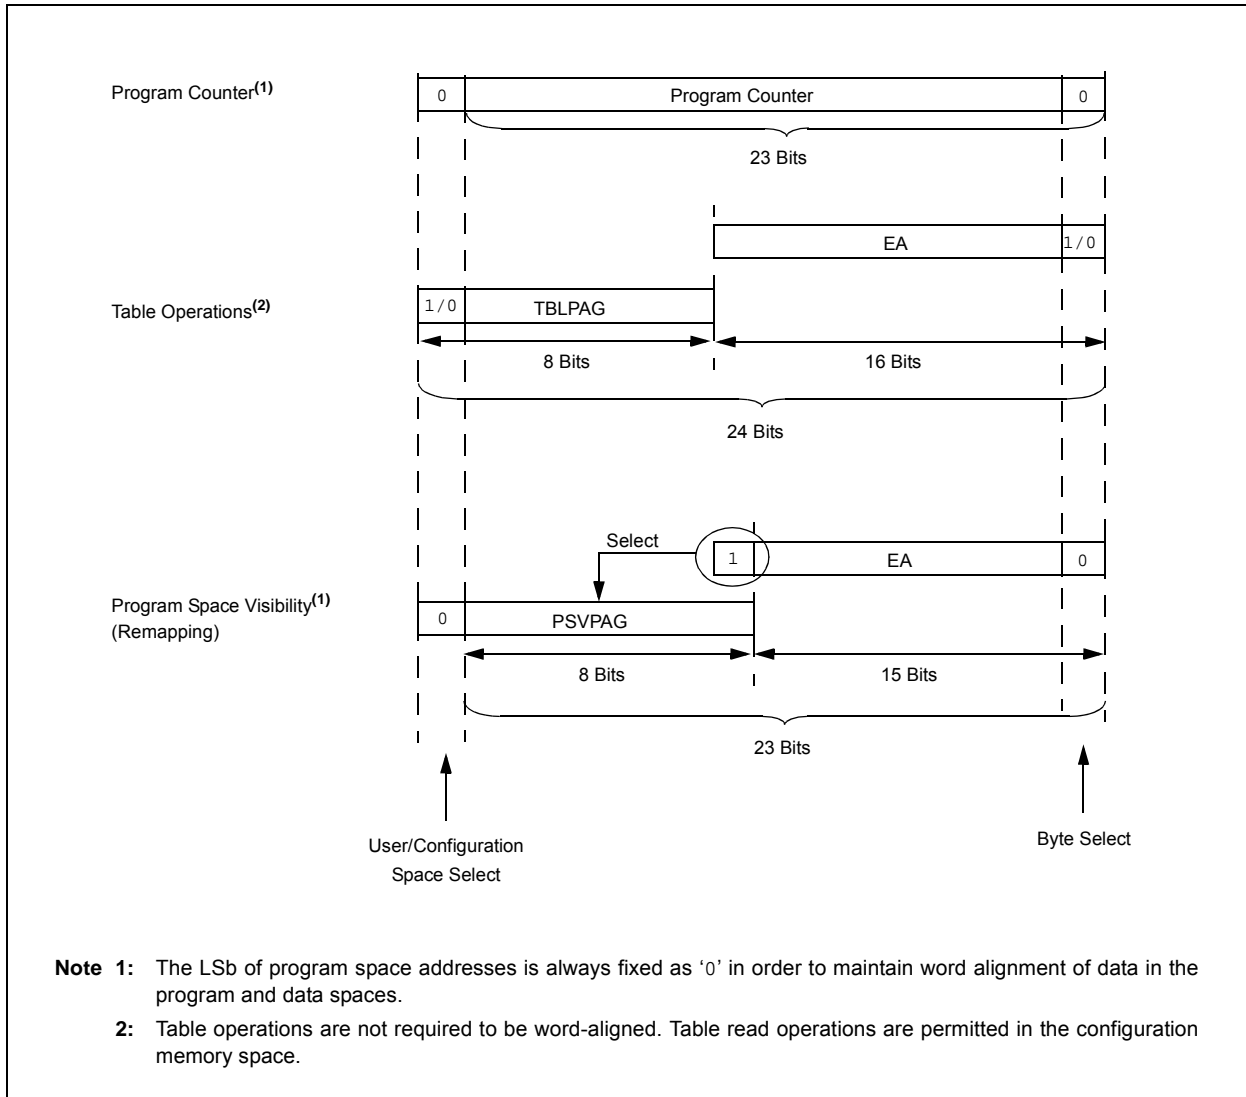 Program Counter(1)
0
Program Counter
0
23 Bits
EA
1/0
Table Operations(2)
1/0
TBLPAG
8 Bits
16 Bits
24 Bits
Select
1
EA
0
Program Space Visibility(1)
(Remapping)
0
PSVPAG
8 Bits
15 Bits
23 Bits
User/Configuration
Space Select
Byte Select
Note 1: The LSb of program space addresses is always fixed as ‘0’ in order to maintain word alignment of data in the
program and data spaces.
2: Table operations are not required to be word-aligned. Table read operations are permitted in the configuration
memory space.